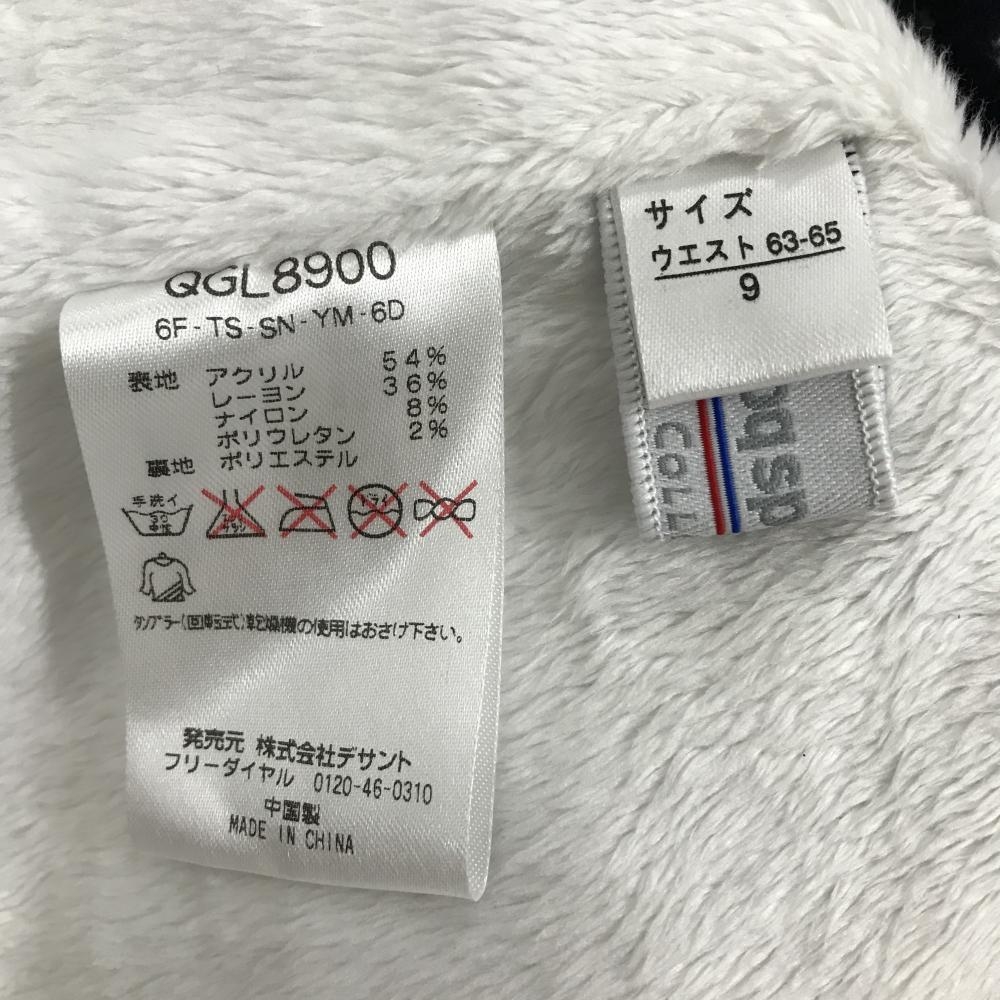 QGL8900
6F-TS-SN-YM-6D
表地 アクリル 54%
レーヨン 36%
ナイロン 8%
ポリウレタン 2%
裏地 ポリエステル
手洗イ
ドライ
タンブラー(回転式)乾燥機の使用はおさけ下さい。
発売元 株式会社デサント
フリーダイヤル 0120-46-0310
中国製
MADE IN CHINA
サイズ
ウエスト 63-65
9